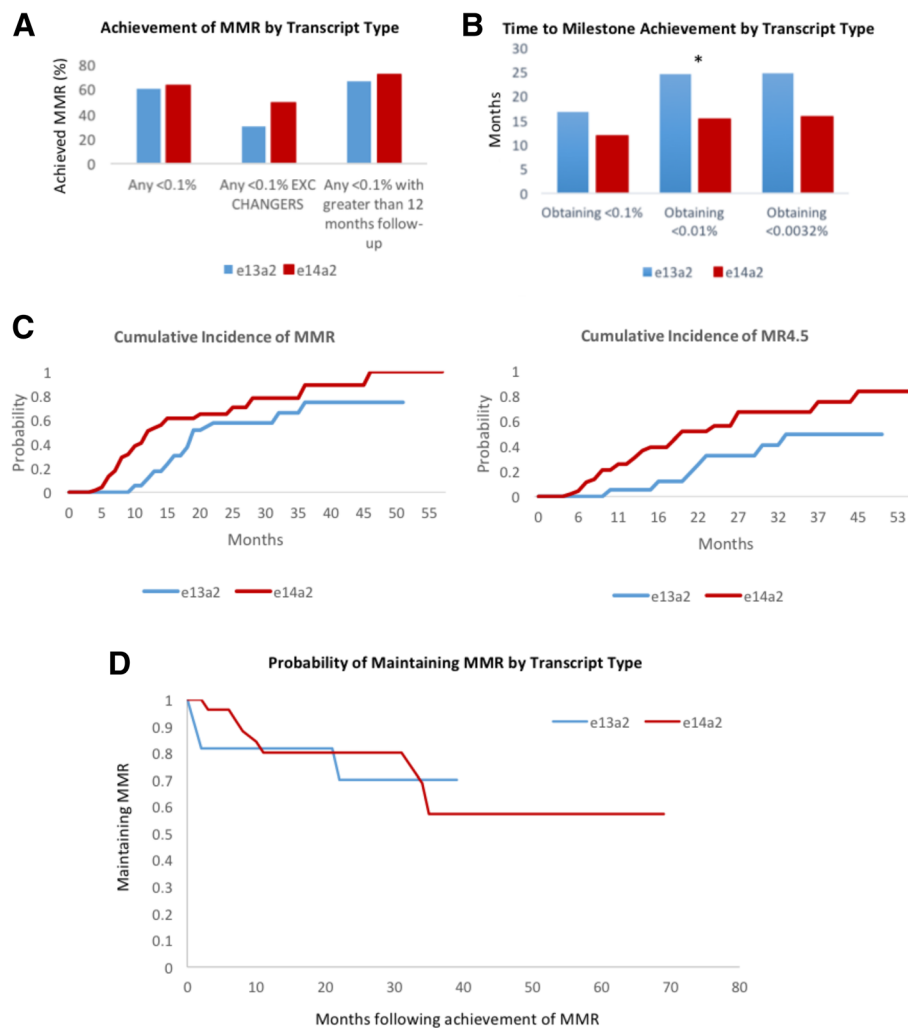 A
Achievement of MMR by Transcript Type
Achieved MMR (%)
80
60
40
20
0
Any <0.1%
Any <0.1% EXC
CHANGERS
Any <0.1% with
greater than 12
months follow-
up
e13a2 e14a2
B
Time to Milestone Achievement by Transcript Type
Months
30
25
20
15
10
5
0
*
Obtaining <0.1%
Obtaining
<0.01%
Obtaining
<0.0032%
e13a2 e14a2
C
Cumulative Incidence of MMR
Probability
1
0.8
0.6
0.4
0.2
0
0 5 10 15 20 25 30 35 40 45 50 55
Months
e13a2 e14a2
Cumulative Incidence of MR4.5
Probability
1
0.8
0.6
0.4
0.2
0
0 6 11 16 22 27 32 37 45 53
Months
e13a2 e14a2
D
Probability of Maintaining MMR by Transcript Type
Maintaining MMR
1
0.9
0.8
0.7
0.6
0.5
0.4
0.3
0.2
0.1
0
e13a2 e14a2
0 10 20 30 40 50 60 70 80
Months following achievement of MMR